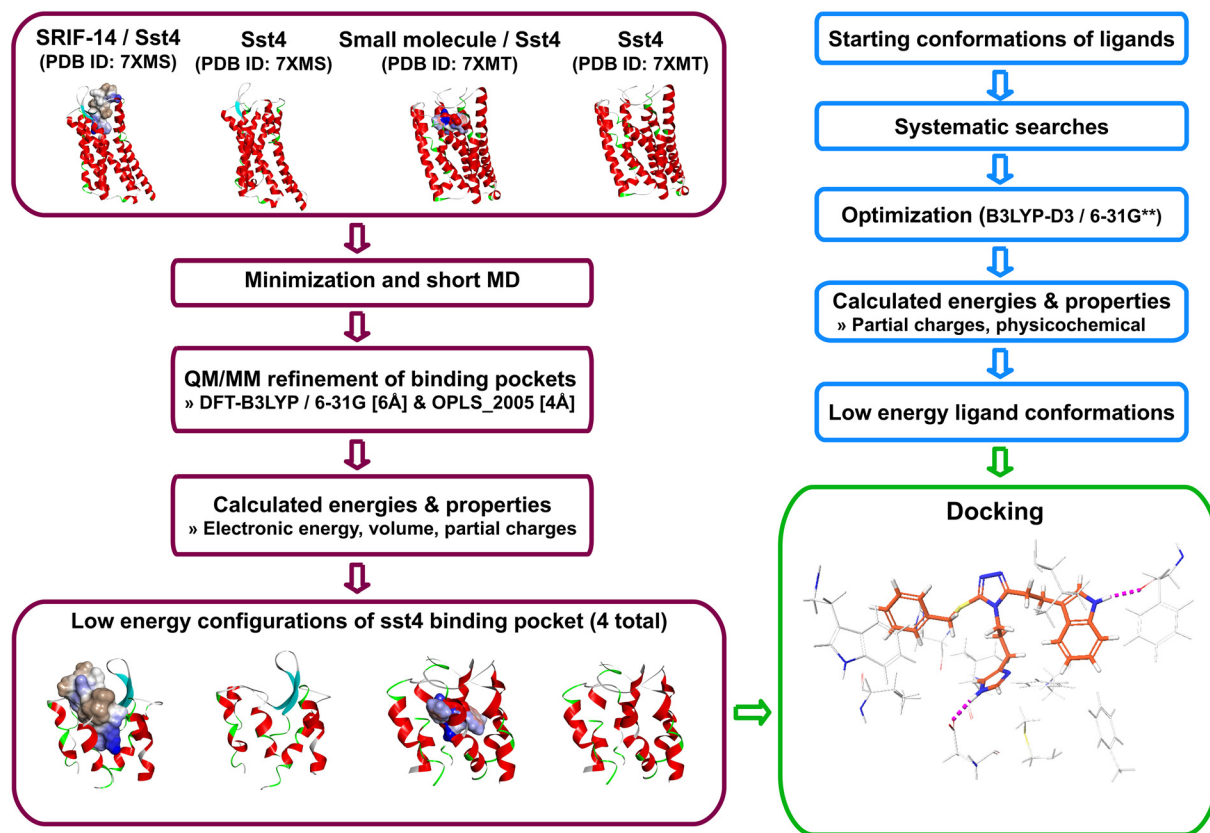 SRIF-14 / Sst4
(PDB ID: 7XMS)
Sst4
(PDB ID: 7XMS)
Small molecule / Sst4
(PDB ID: 7XMT)
Sst4
(PDB ID: 7XMT)
Minimization and short MD
QM/MM refinement of binding pockets
» DFT-B3LYP / 6-31G [6Å] & OPLS_2005 [4Å]
Calculated energies & properties
» Electronic energy, volume, partial charges
Low energy configurations of sst4 binding pocket (4 total)
Starting conformations of ligands
Systematic searches
Optimization (B3LYP-D3 / 6-31G**)
Calculated energies & properties
» Partial charges, physicochemical
Low energy ligand conformations
Docking